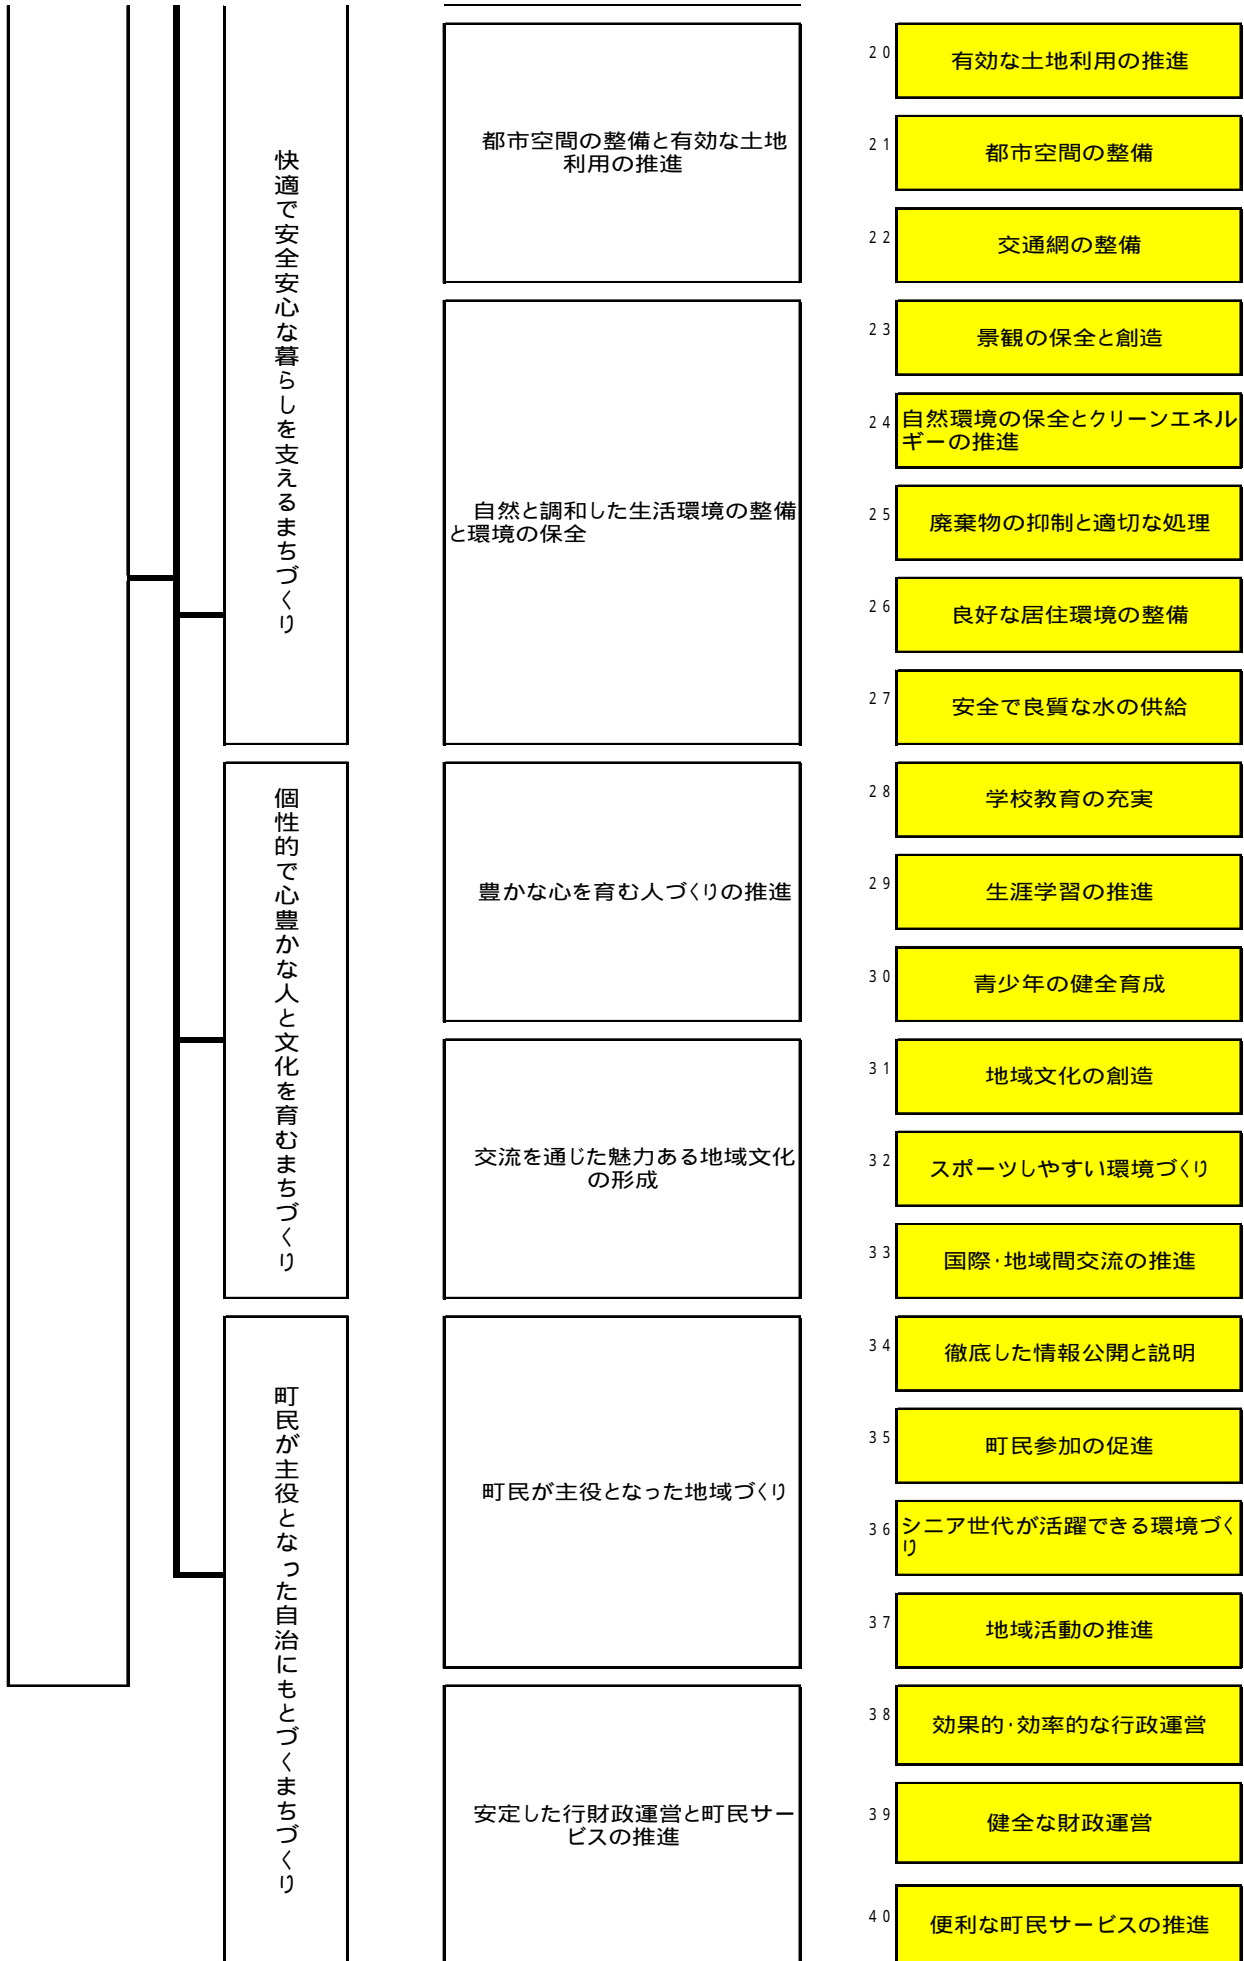 快適で安全安心な暮らしを支えるまちづくり
都市空間の整備と有効な土地
利用の推進
20
有効な土地利用の推進
21
都市空間の整備
22
交通網の整備
自然と調和した生活環境の整備
と環境の保全
23
景観の保全と創造
24
自然環境の保全とクリーンエネル
ギーの推進
25
廃棄物の抑制と適切な処理
26
良好な居住環境の整備
27
安全で良質な水の供給
個性的で心豊かな人と文化を育むまちづくり
豊かな心を育む人づくりの推進
28
学校教育の充実
29
生涯学習の推進
30
青少年の健全育成
交流を通じた魅力ある地域文化
の形成
31
地域文化の創造
32
スポーツしやすい環境づくり
33
国際・地域間交流の推進
町民が主役となった自治にもとづくまちづくり
町民が主役となった地域づくり
34
徹底した情報公開と説明
35
町民参加の促進
36
シニア世代が活躍できる環境づく
り
37
地域活動の推進
安定した行財政運営と町民サー
ビスの推進
38
効果的・効率的な行政運営
39
健全な財政運営
40
便利な町民サービスの推進